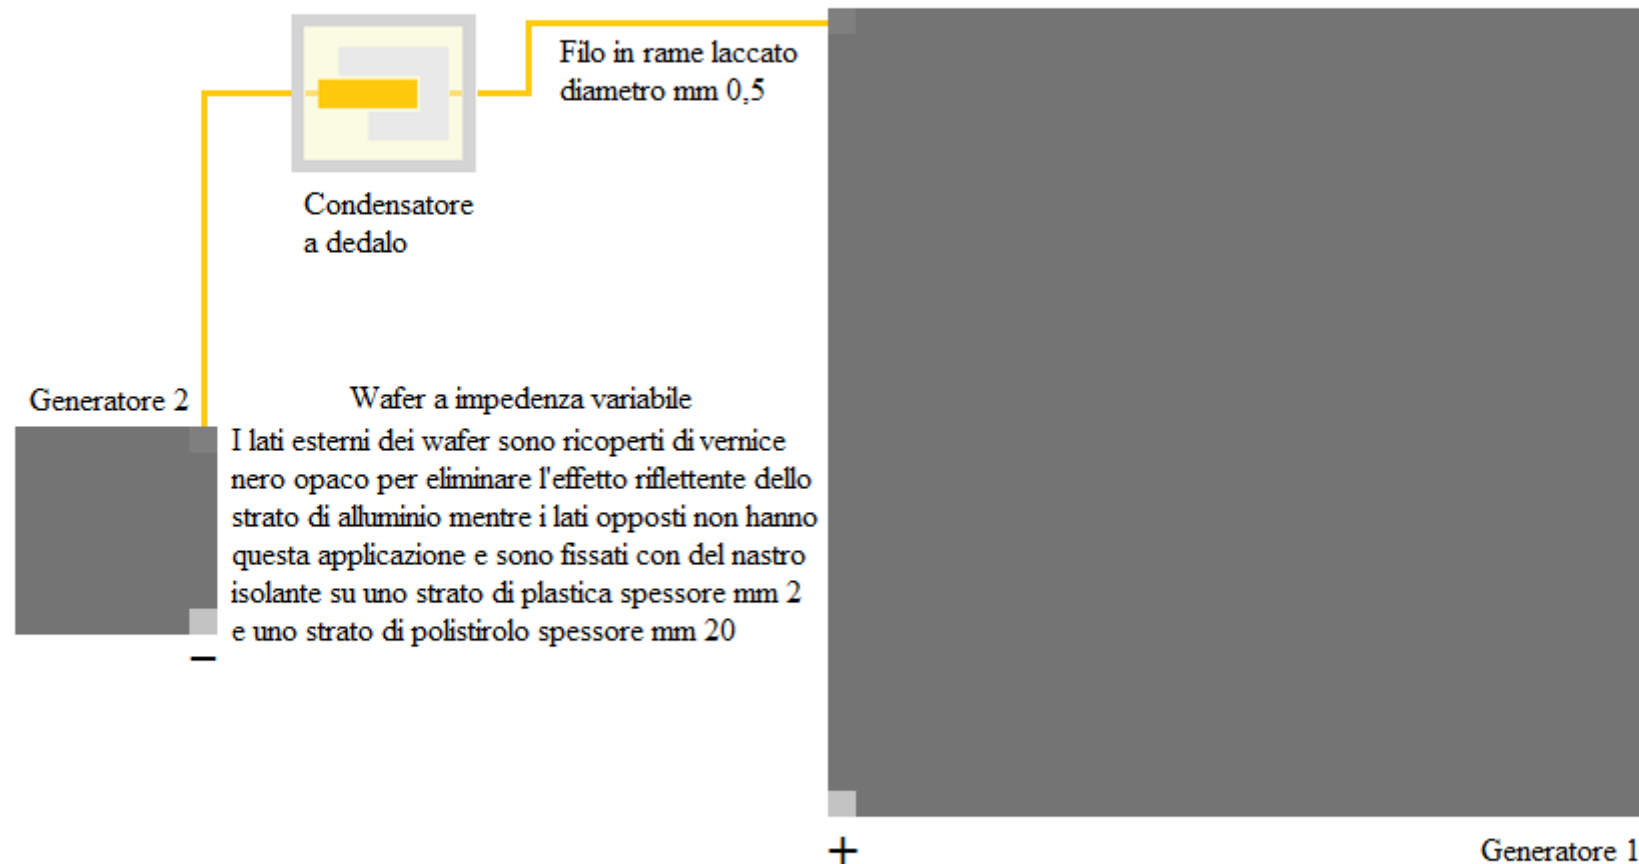 Filo in rame laccato
diametro mm 0,5
Condensatore
a dedalo
Generatore 2
Wafer a impedenza variabile
I lati esterni dei wafer sono ricoperti di vernice
nero opaco per eliminare l'effetto riflettente dello
strato di alluminio mentre i lati opposti non hanno
questa applicazione e sono fissati con del nastro
isolante su uno strato di plastica spessore mm 2
e uno strato di polistirolo spessore mm 20
−
+
Generatore 1